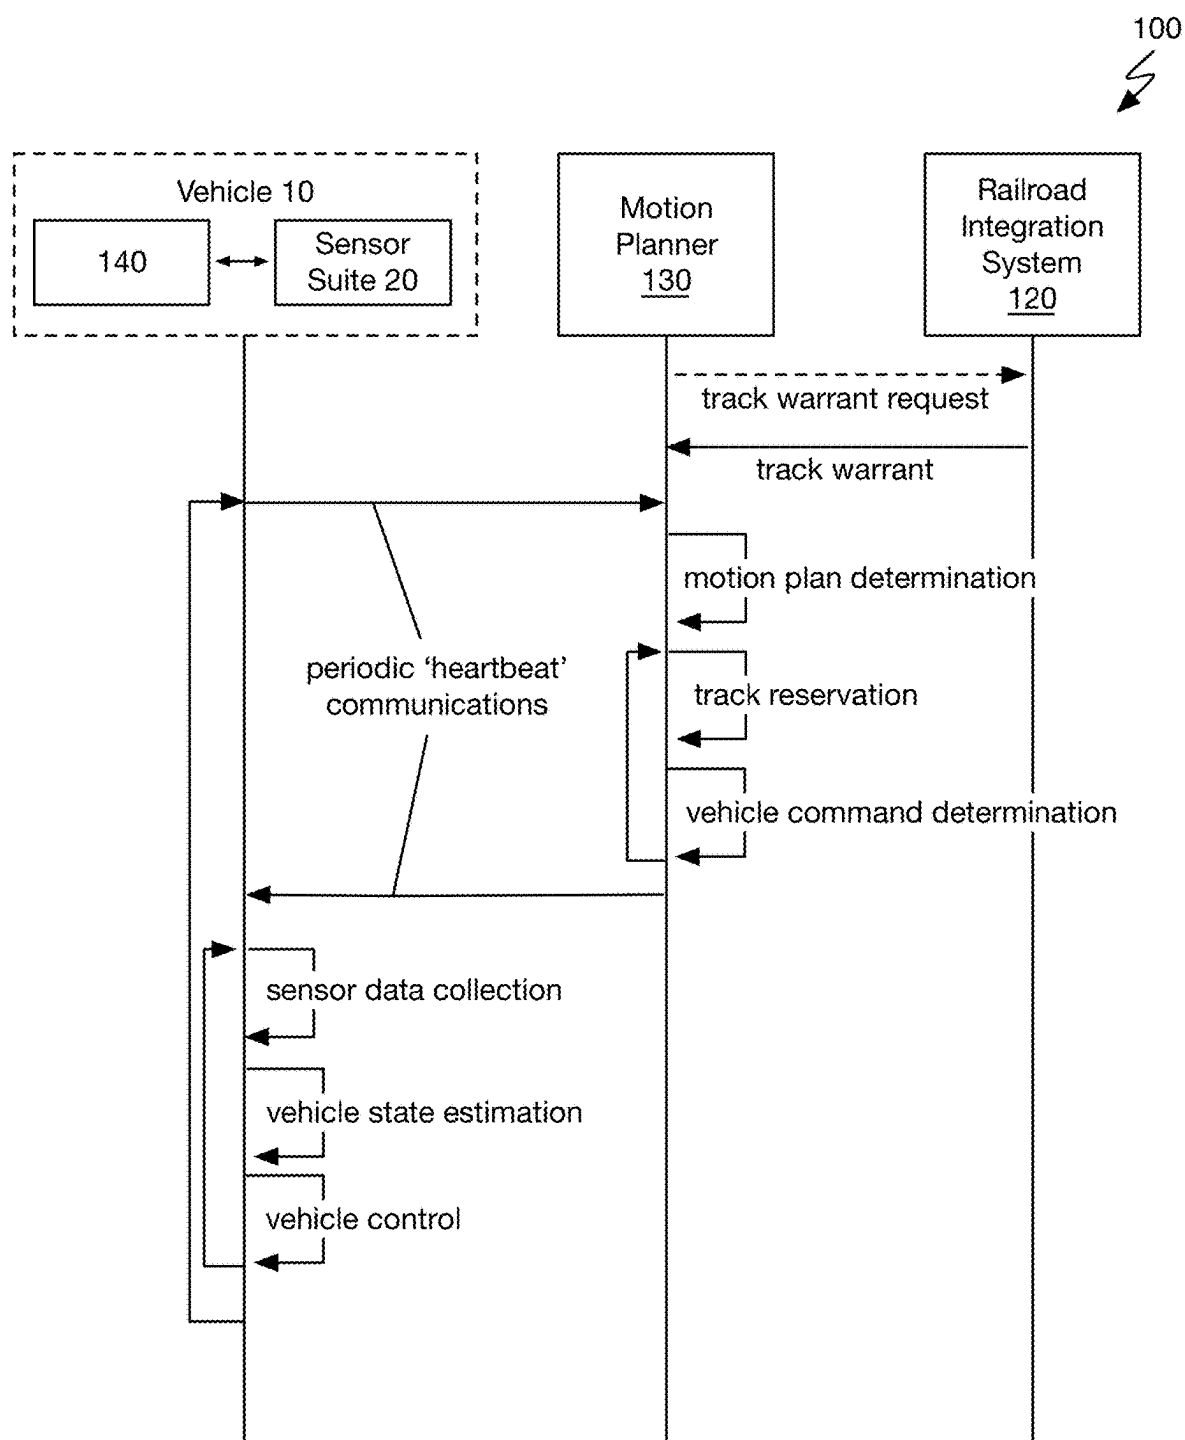 100
Vehicle 10
140
Sensor
Suite 20
Motion
Planner
130
Railroad
Integration
System
120
track warrant request
track warrant
motion plan determination
periodic ‘heartbeat’
communications
track reservation
vehicle command determination
sensor data collection
vehicle state estimation
vehicle control